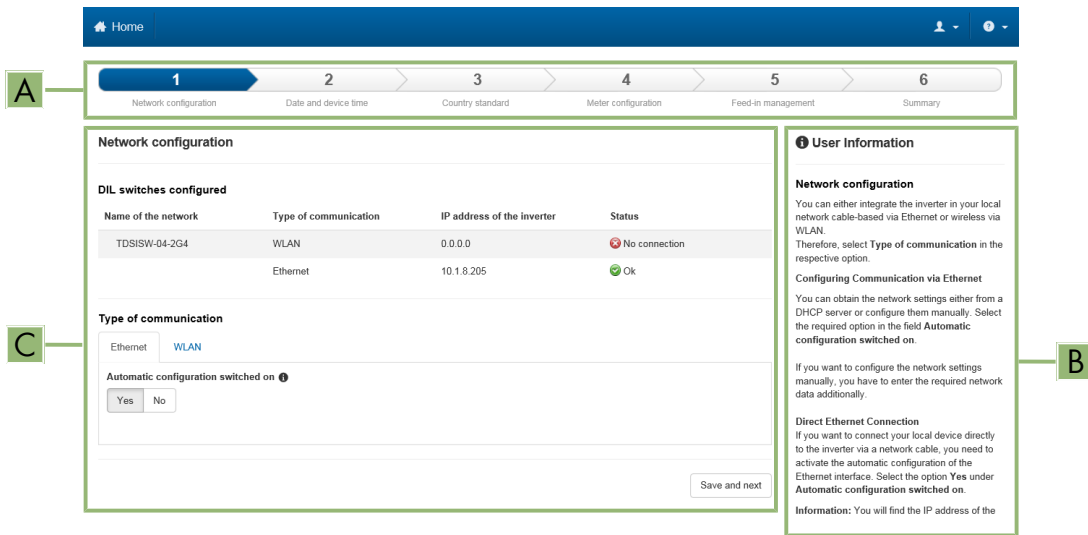 Home
A
1 2 3 4 5 6
Network configuration Date and device time Country standard Meter configuration Feed-in management Summary
Network configuration
DIL switches configured
Name of the network Type of communication IP address of the inverter Status
TDSISW-04-2G4 WLAN 0.0.0.0 No connection
Ethernet 10.1.8.205 Ok
Type of communication
C
Ethernet WLAN
Automatic configuration switched on
Yes No
Save and next
User Information
Network configuration
You can either integrate the inverter in your local
network cable-based via Ethernet or wireless via
WLAN.
Therefore, select Type of communication in the
respective option.
Configuring Communication via Ethernet
You can obtain the network settings either from a
DHCP server or configure them manually. Select
the required option in the field Automatic
configuration switched on.
B
If you want to configure the network settings
manually, you have to enter the required network
data additionally.
Direct Ethernet Connection
If you want to connect your local device directly
to the inverter via a network cable, you need to
activate the automatic configuration of the
Ethernet interface. Select the option Yes under
Automatic configuration switched on.
Information: You will find the IP address of the